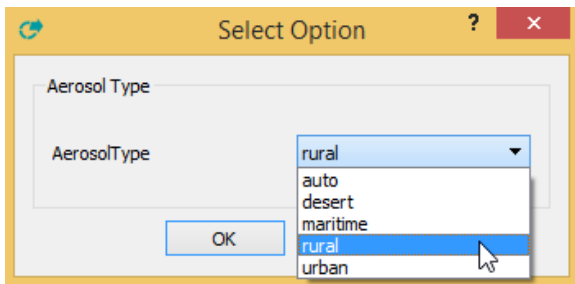 Select Option ? ×
Aerosol Type
AerosolType rural
auto
desert
maritime
rural
OK
urban